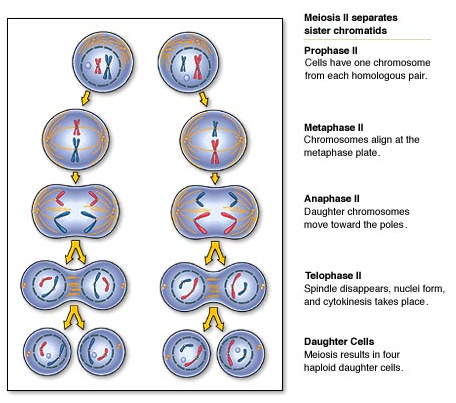 Meiosis II separates
sister chromatids
Prophase II
Cells have one chromosome
from each homologous pair.
Metaphase II
Chromosomes align at the
metaphase plate.
Anaphase II
Daughter chromosomes
move toward the poles.
Telophase II
Spindle disappears, nuclei form,
and cytokinesis takes place.
Daughter Cells
Meiosis results in four
haploid daughter cells.